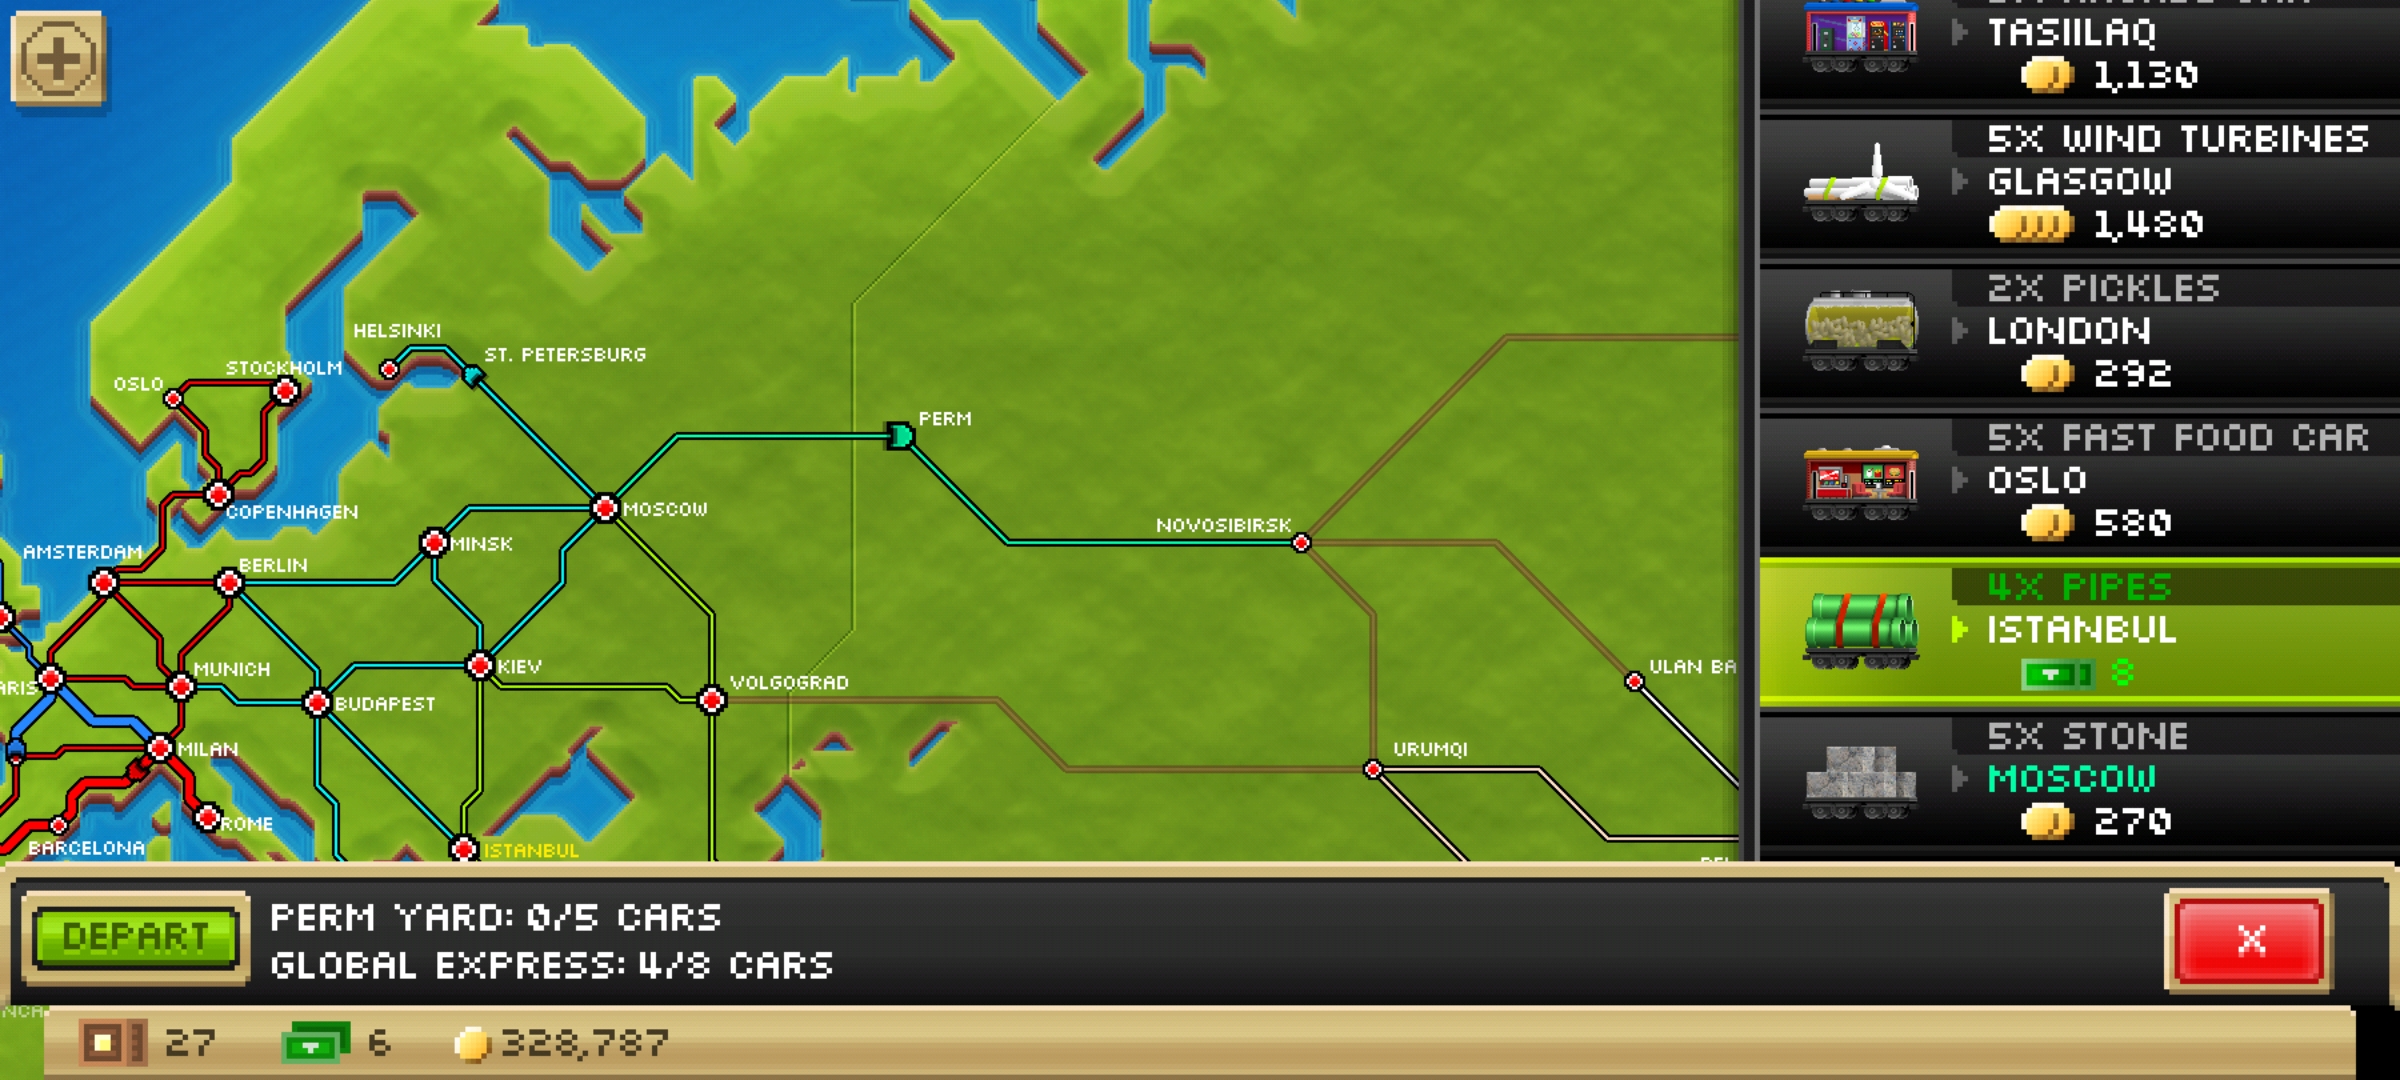 HELSINKI
ST. PETERSBURG
STOCKHOLM
OSLO
PERM
COPENHAGEN
MOSCOW
NOVOSIBIRSK
MINSK
AMSTERDAM
BERLIN
MUNICH
KIEV
ULAN BA
ARIS
BUDAPEST
VOLGOGRAD
MILAN
URUMQI
ROME
BARCELONA
ISTANBUL
TASIILAQ
1,130
5X WIND TURBINES
GLASGOW
1,480
2X PICKLES
LONDON
292
5X FAST FOOD CAR
OSLO
580
4X PIPES
ISTANBUL
8
5X STONE
MOSCOW
270
DEPART
PERM YARD: 0/5 CARS
GLOBAL EXPRESS: 4/8 CARS
X
27
6
328,787